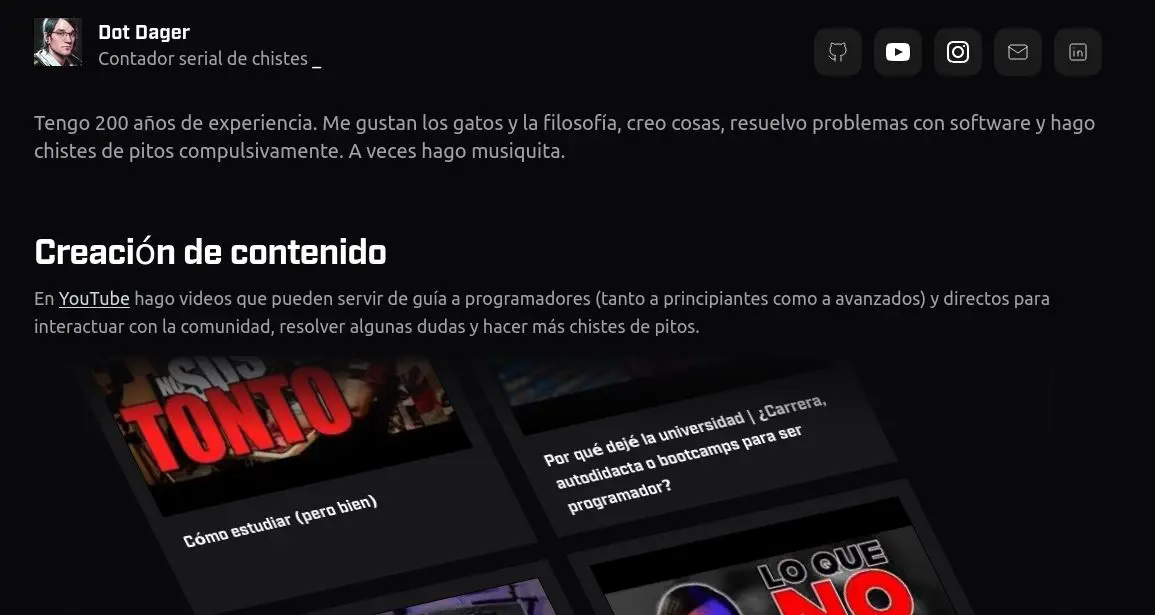 Dot Dager
Contador serial de chistes _
Tengo 200 años de experiencia. Me gustan los gatos y la filosofía, creo cosas, resuelvo problemas con software y hago
chistes de pitos compulsivamente. A veces hago musiquita.
Creación de contenido
En YouTube hago videos que pueden servir de guía a programadores (tanto a principiantes como a avanzados) y directos para
interactuar con la comunidad, resolver algunas dudas y hacer más chistes de pitos.
NO SOS
TONTO
Cómo estudiar (pero bien)
Por qué dejé la universidad | ¿Carrera,
autodidacta o bootcamps para ser
programador?
LO QUE
NO